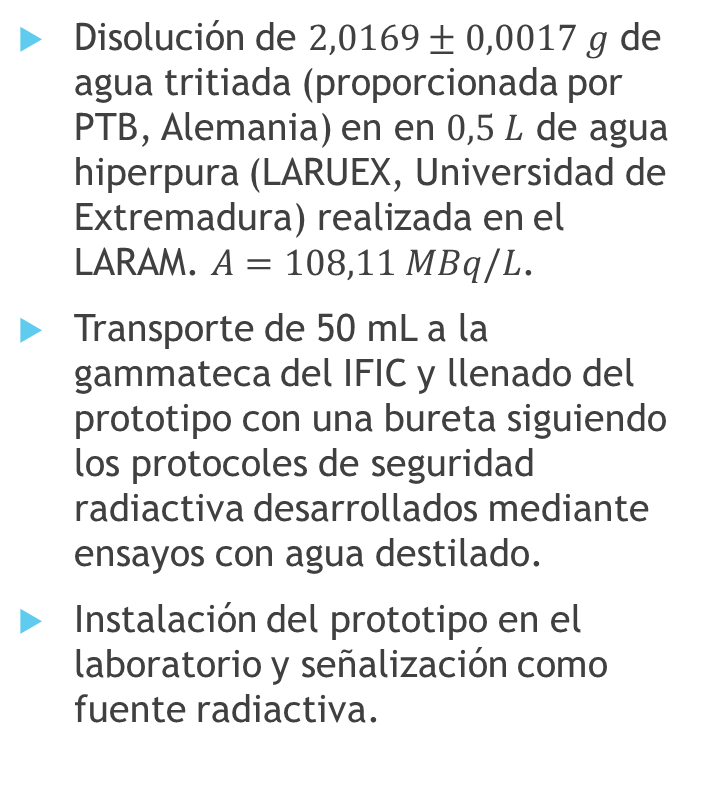 Disolución de 2,0169 ± 0,0017 g de
agua tritiada (proporcionada por
PTB, Alemania) en en 0,5 L de agua
hiperpura (LARUEX, Universidad de
Extremadura) realizada en el
LARAM. A = 108,11 MBq/L.
Transporte de 50 mL a la
gammateca del IFIC y llenado del
prototipo con una bureta siguiendo
los protocoles de seguridad
radiactiva desarrollados mediante
ensayos con agua destilado.
Instalación del prototipo en el
laboratorio y señalización como
fuente radiactiva.